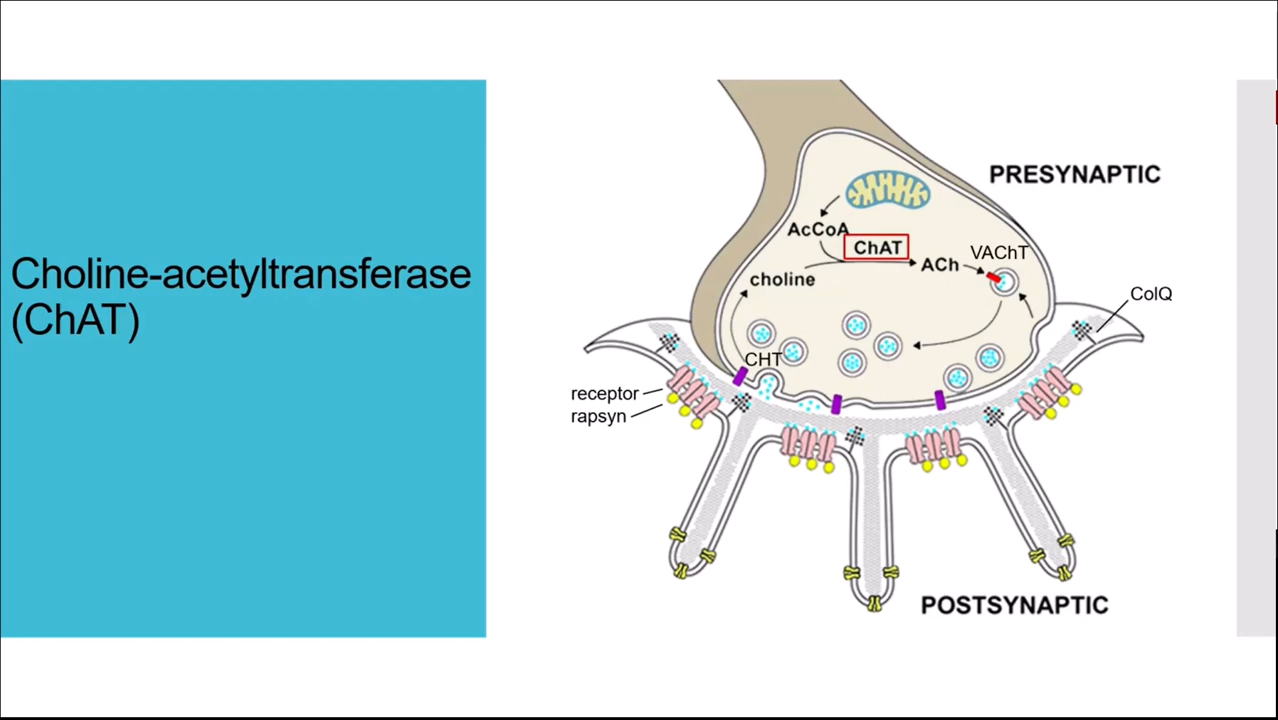 Choline-acetyltransferase
(ChAT)
PRESYNAPTIC
AcCoA
ChAT
VAChT
ACh
choline
ColQ
CHT
receptor
rapsyn
POSTSYNAPTIC